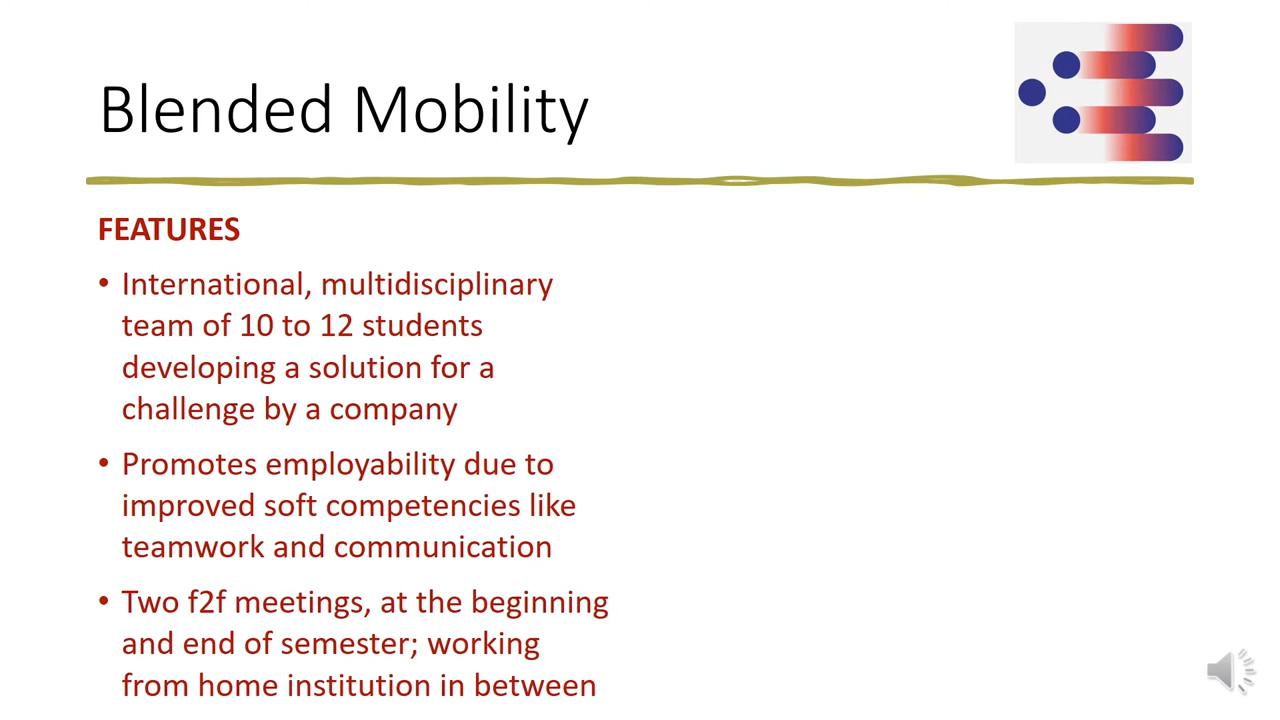 Blended Mobility
FEATURES
• International, multidisciplinary
team of 10 to 12 students
developing a solution for a
challenge by a company
• Promotes employability due to
improved soft competencies like
teamwork and communication
• Two f2f meetings, at the beginning
and end of semester; working
from home institution in between